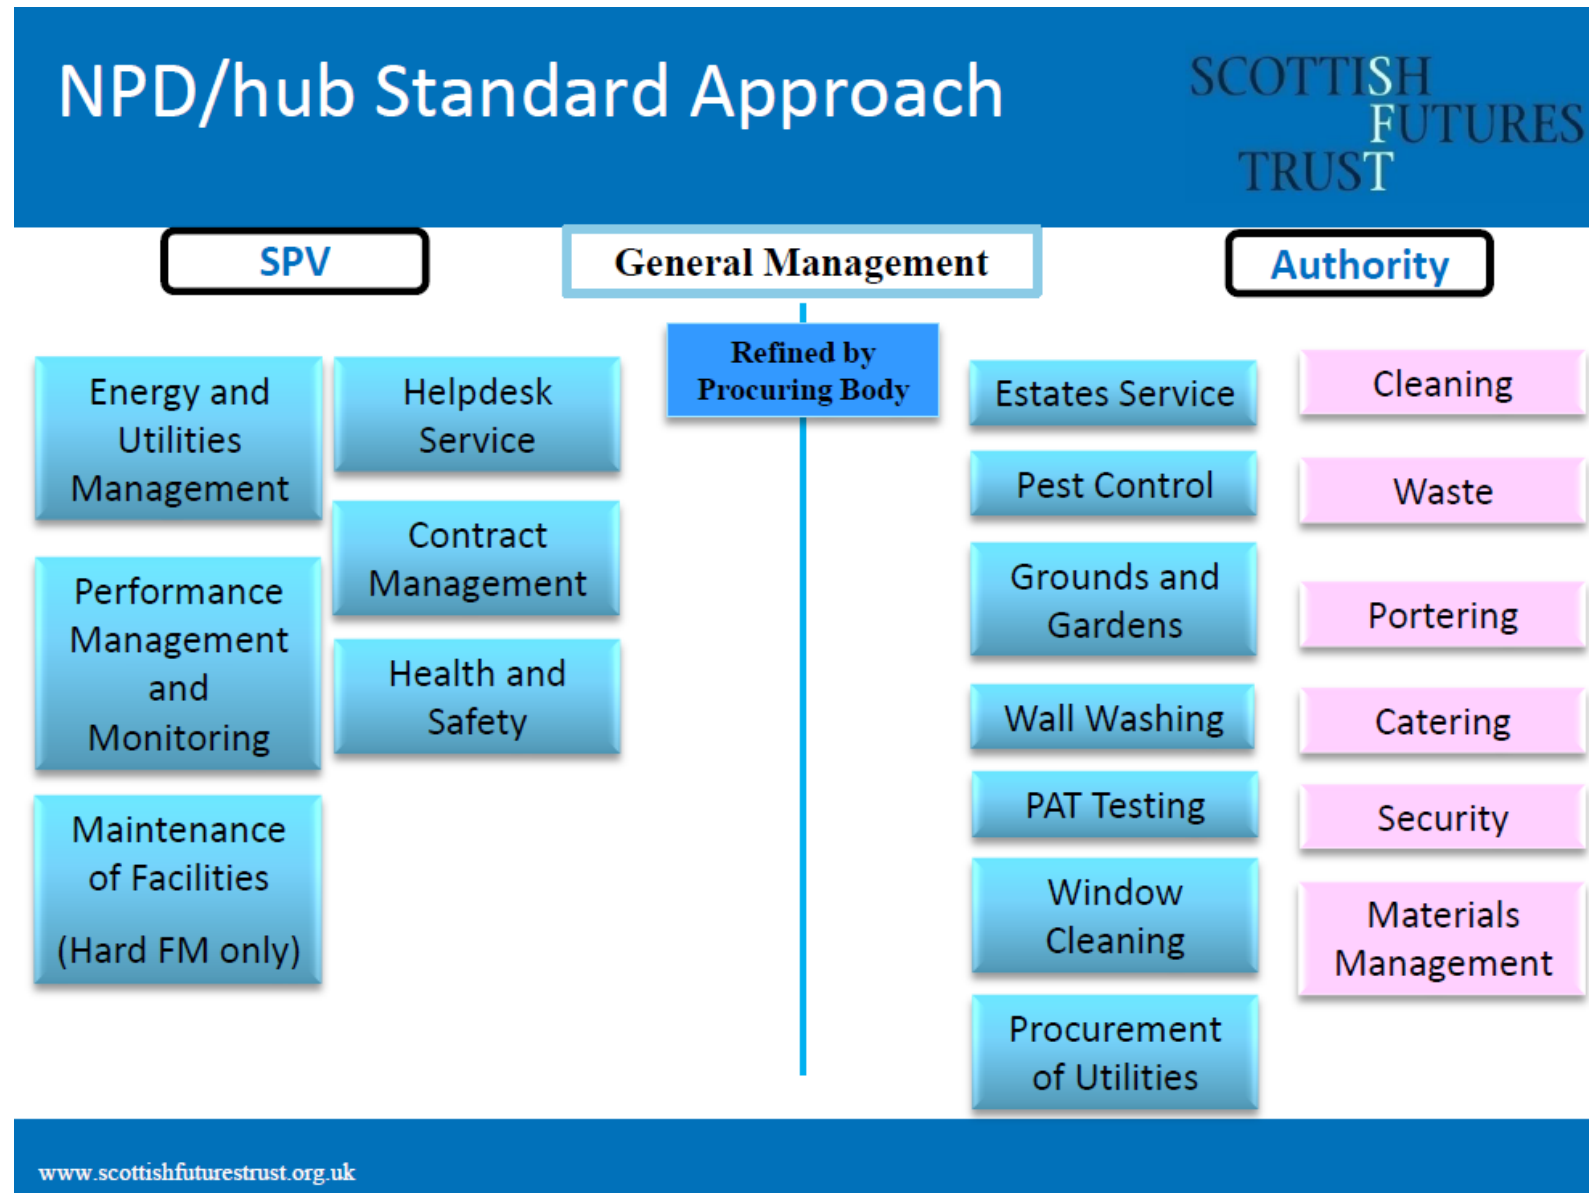 NPD/hub Standard Approach
SCOTTISH
FUTURES
TRUST
SPV
General Management
Authority
Refined by
Procuring Body
Energy and
Utilities
Management
Performance
Management
and
Monitoring
Maintenance
of Facilities
(Hard FM only)
Helpdesk
Service
Contract
Management
Health and
Safety
Estates Service
Pest Control
Grounds and
Gardens
Wall Washing
PAT Testing
Window
Cleaning
Procurement
of Utilities
Cleaning
Waste
Portering
Catering
Security
Materials
Management
www.scottishfuturestrust.org.uk